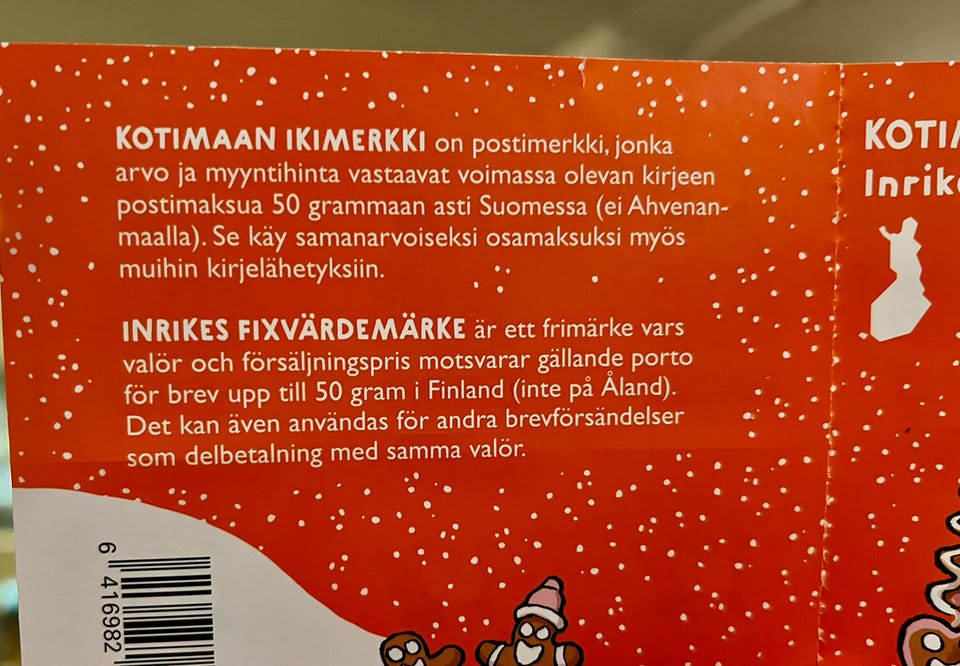 KOTIMAAN IKIMERKKI on postimerkki, jonka
arvo ja myyntihinta vastaavat voimassa olevan kirjeen
postimaksua 50 grammaan asti Suomessa (ei Ahvenan-
maalla). Se käy samanarvoiseksi osamaksuksi myös
muihin kirjelähetyksiin.
INRIKES FIXVÄRDEMÄRKE är ett frimärke vars
valör och försäljningspris motsvarar gällande porto
för brev upp till 50 gram i Finland (inte på Åland).
Det kan även användas för andra brevförsändelser
som delbetalning med samma valör.
6 416982